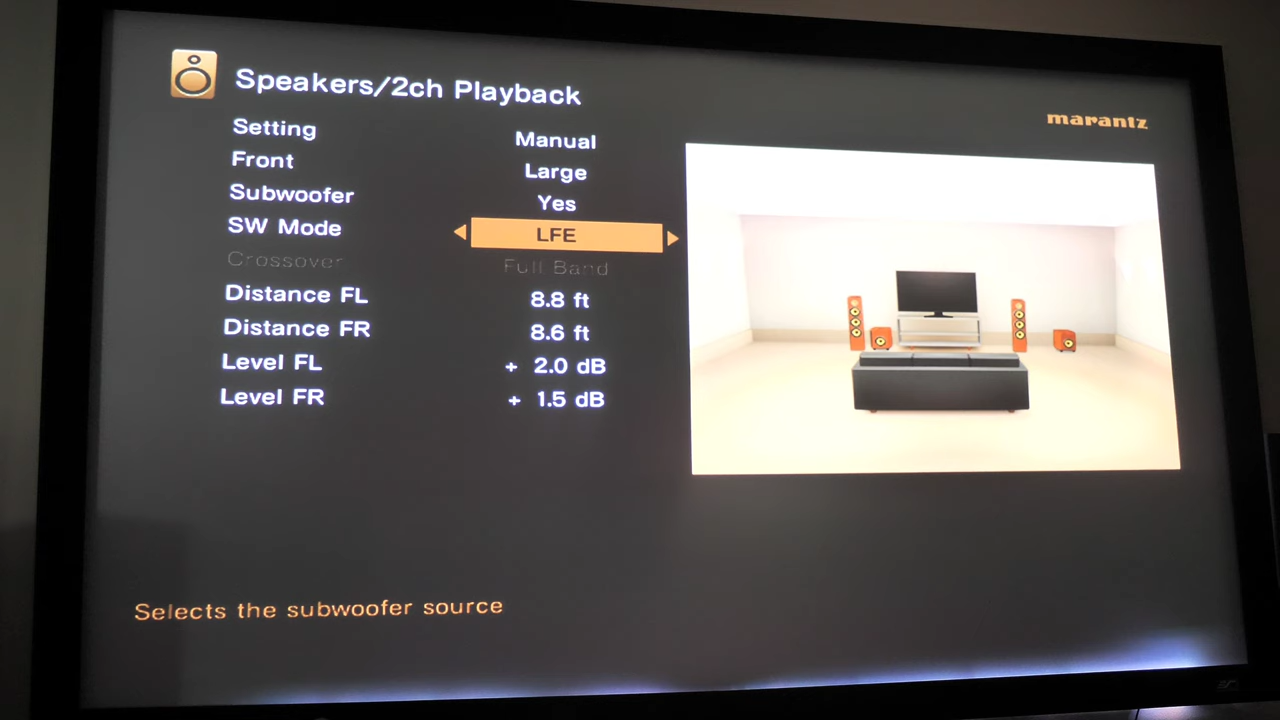 Speakers/2ch Playback
marantz
Setting Manual
Front Large
Subwoofer Yes
SW Mode LFE
Crossover Full Band
Distance FL 8.8 ft
Distance FR 8.6 ft
Level FL + 2.0 dB
Level FR + 1.5 dB
Selects the subwoofer source